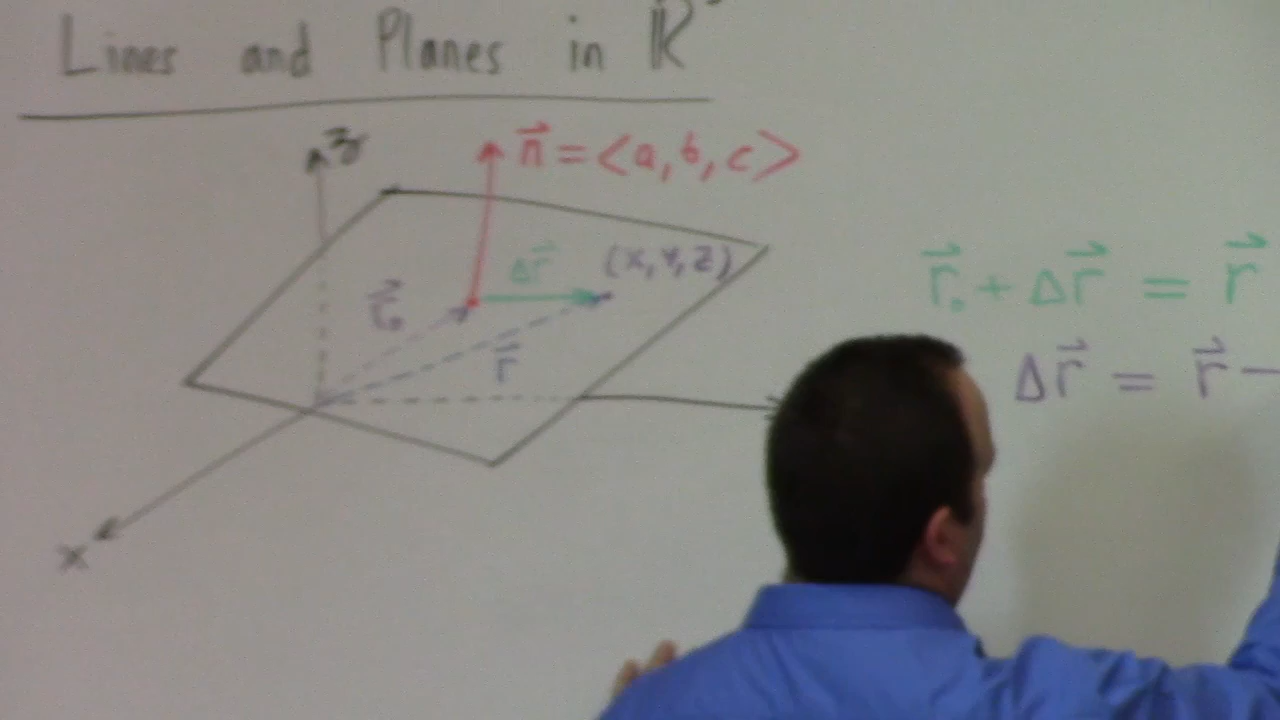 Lines and Planes in ℝ
z
n⃗ = <a, b, c>
Δr⃗
(x, y, z)
r⃗₀
r⃗
x
r⃗₀ + Δr⃗ = r⃗
Δr⃗ = r⃗ −